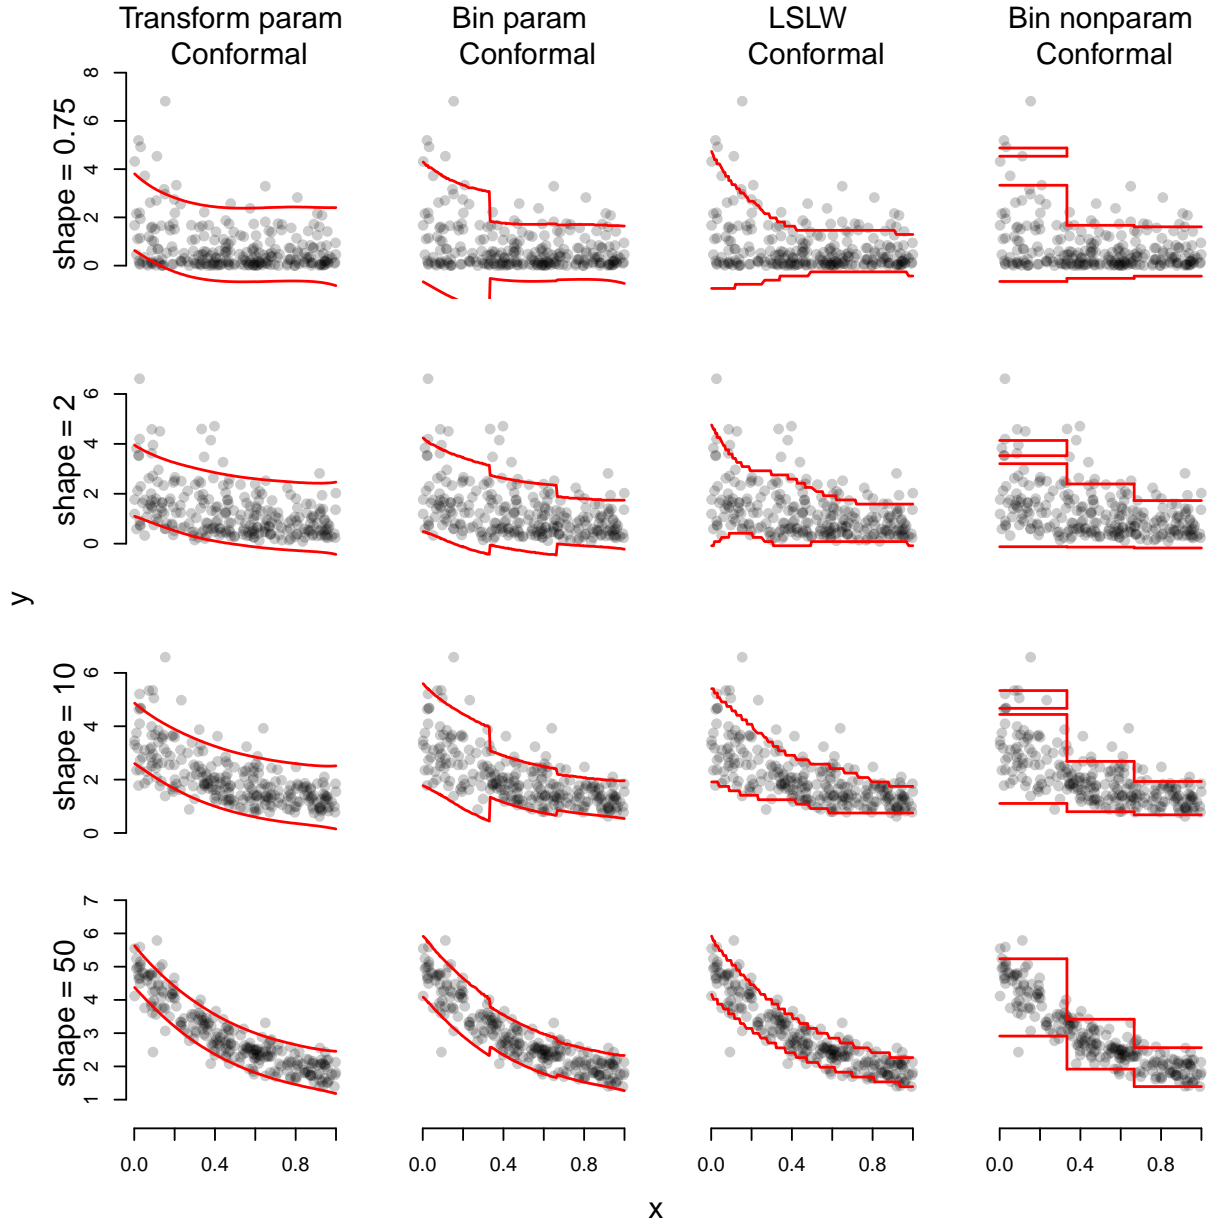 Transform param
Conformal
Bin param
Conformal
LSLW
Conformal
Bin nonparam
Conformal
shape = 0.75
8
6
4
2
0
shape = 2
6
4
2
0
y
shape = 10
6
4
2
0
shape = 50
7
6
5
4
3
2
1
0.0 0.4 0.8
0.0 0.4 0.8
0.0 0.4 0.8
0.0 0.4 0.8
x